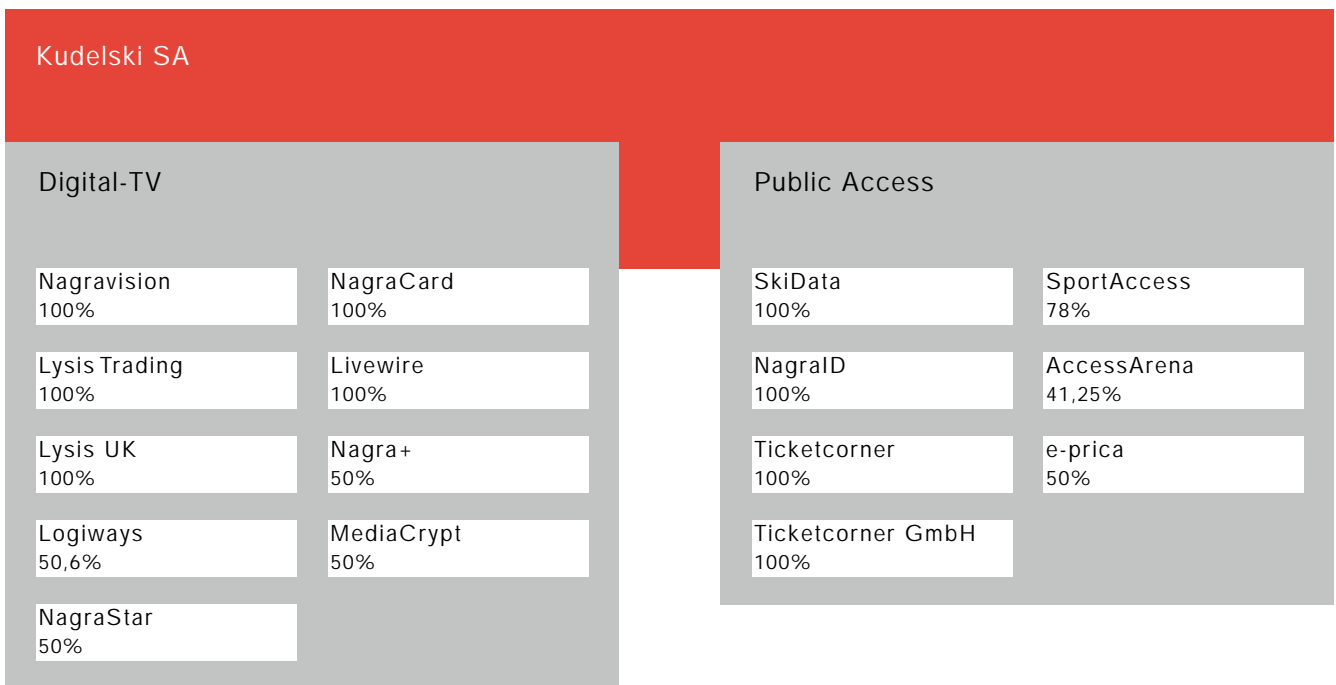 Kudelski SA
Digital-TV
Nagravision
100%
NagraCard
100%
Lysis Trading
100%
Livewire
100%
Lysis UK
100%
Nagra+
50%
Logiways
50,6%
MediaCrypt
50%
NagraStar
50%
Public Access
SkiData
100%
SportAccess
78%
NagraID
100%
AccessArena
41,25%
Ticketcorner
100%
e-prica
50%
Ticketcorner GmbH
100%